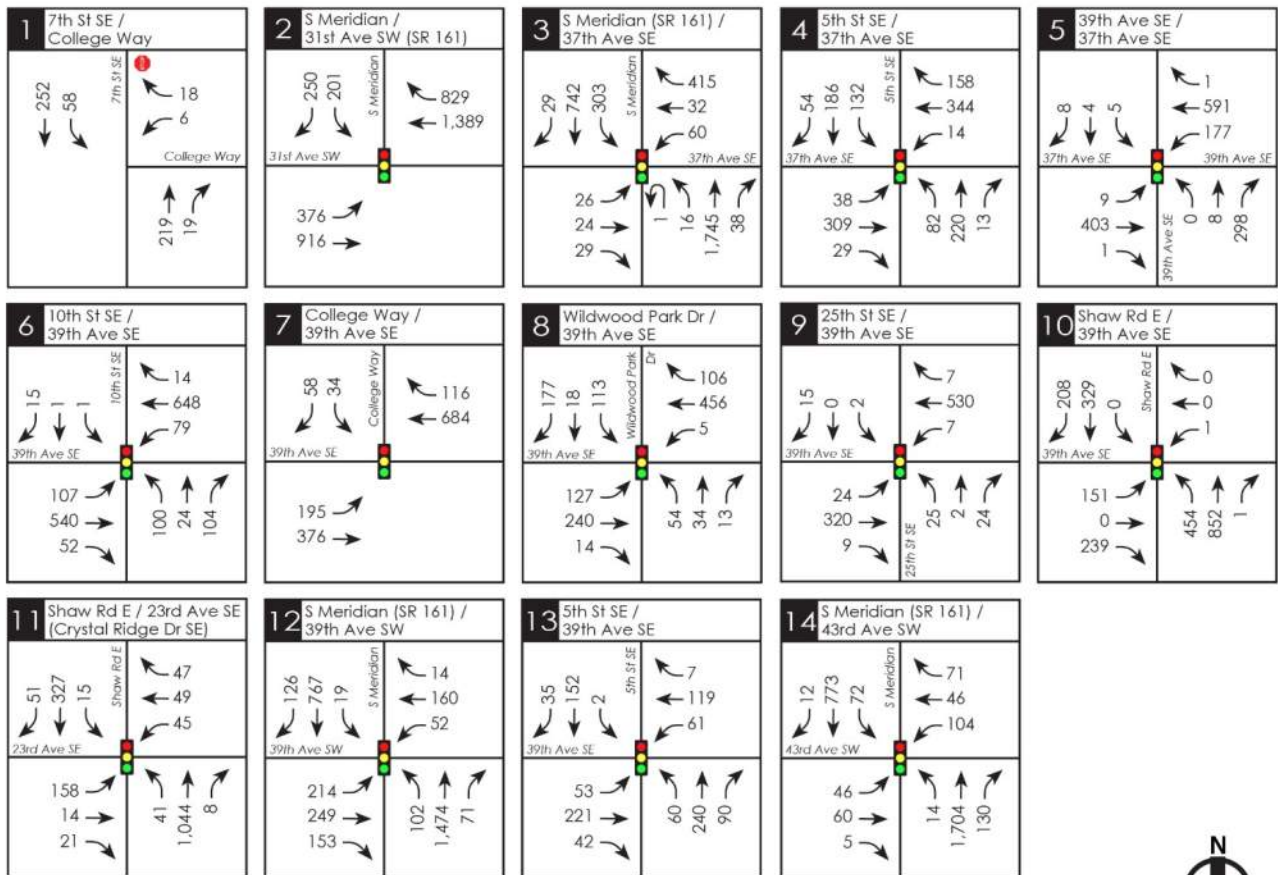 1
7th St SE /
College Way
7th St SE
252
58
18
6
College Way
219
19
2
S Meridian /
31st Ave SW (SR 161)
S Meridian
250
201
829
1,389
31st Ave SW
376
916
3
S Meridian (SR 161) /
37th Ave SE
S Meridian
29
742
303
415
32
60
37th Ave SE
26
24
29
1
16
1,745
38
4
5th St SE /
37th Ave SE
5th St SE
54
186
132
158
344
14
37th Ave SE
38
309
29
82
220
13
5
39th Ave SE /
37th Ave SE
8
4
5
1
591
177
37th Ave SE
39th Ave SE
9
403
1
39th Ave SE
0
8
298
6
10th St SE /
39th Ave SE
10th St SE
15
1
1
14
648
79
39th Ave SE
107
540
52
100
24
104
7
College Way /
39th Ave SE
College Way
58
34
116
684
39th Ave SE
195
376
8
Wildwood Park Dr /
39th Ave SE
Wildwood Park
Dr
177
18
113
106
456
5
39th Ave SE
127
240
14
54
34
13
9
25th St SE /
39th Ave SE
15
0
2
7
530
7
39th Ave SE
24
320
9
25th St SE
25
2
24
10
Shaw Rd E /
39th Ave SE
Shaw Rd E
208
329
0
0
0
1
39th Ave SE
151
0
239
454
852
1
11
Shaw Rd E / 23rd Ave SE
(Crystal Ridge Dr SE)
Shaw Rd E
51
327
15
47
49
45
23rd Ave SE
158
14
21
41
1,044
8
12
S Meridian (SR 161) /
39th Ave SW
S Meridian
126
767
19
14
160
52
39th Ave SW
214
249
153
102
1,474
71
13
5th St SE /
39th Ave SE
5th St SE
35
152
2
7
119
61
39th Ave SE
53
221
42
60
240
90
14
S Meridian (SR 161) /
43rd Ave SW
S Meridian
12
773
72
71
46
104
43rd Ave SW
46
60
5
14
1,704
130
N